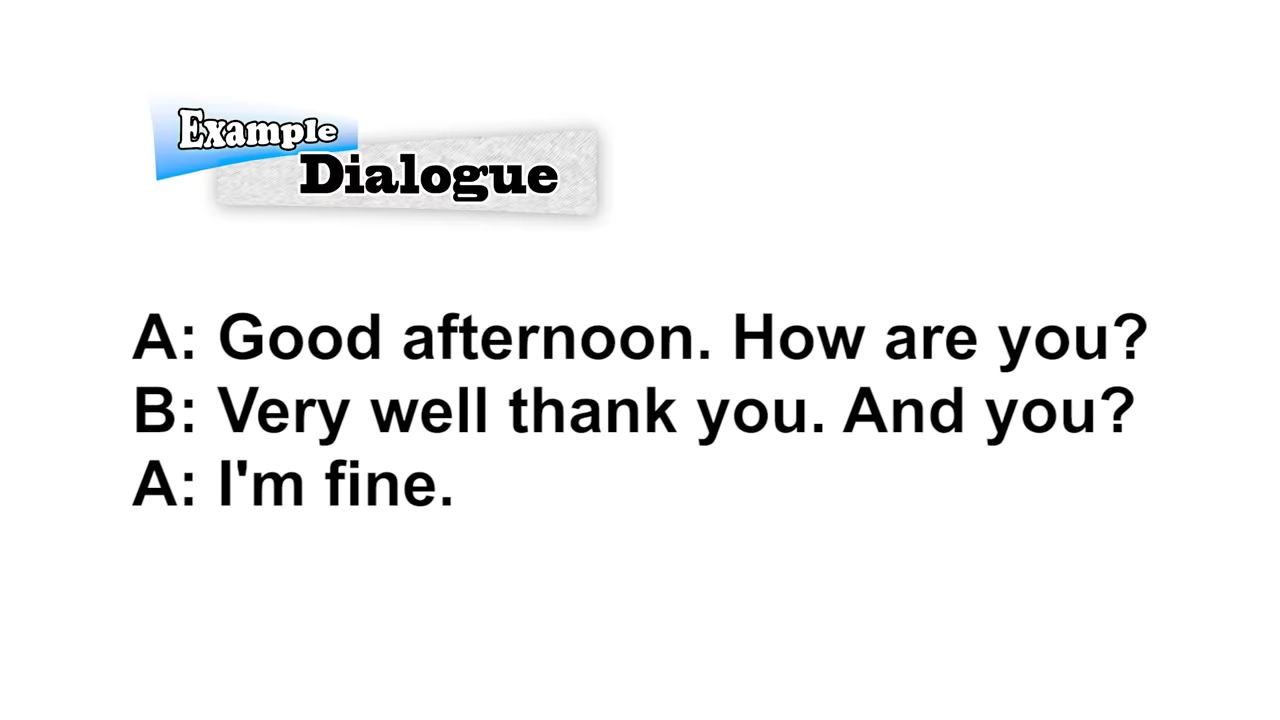 Example
Dialogue
A: Good afternoon. How are you?
B: Very well thank you. And you?
A: I'm fine.